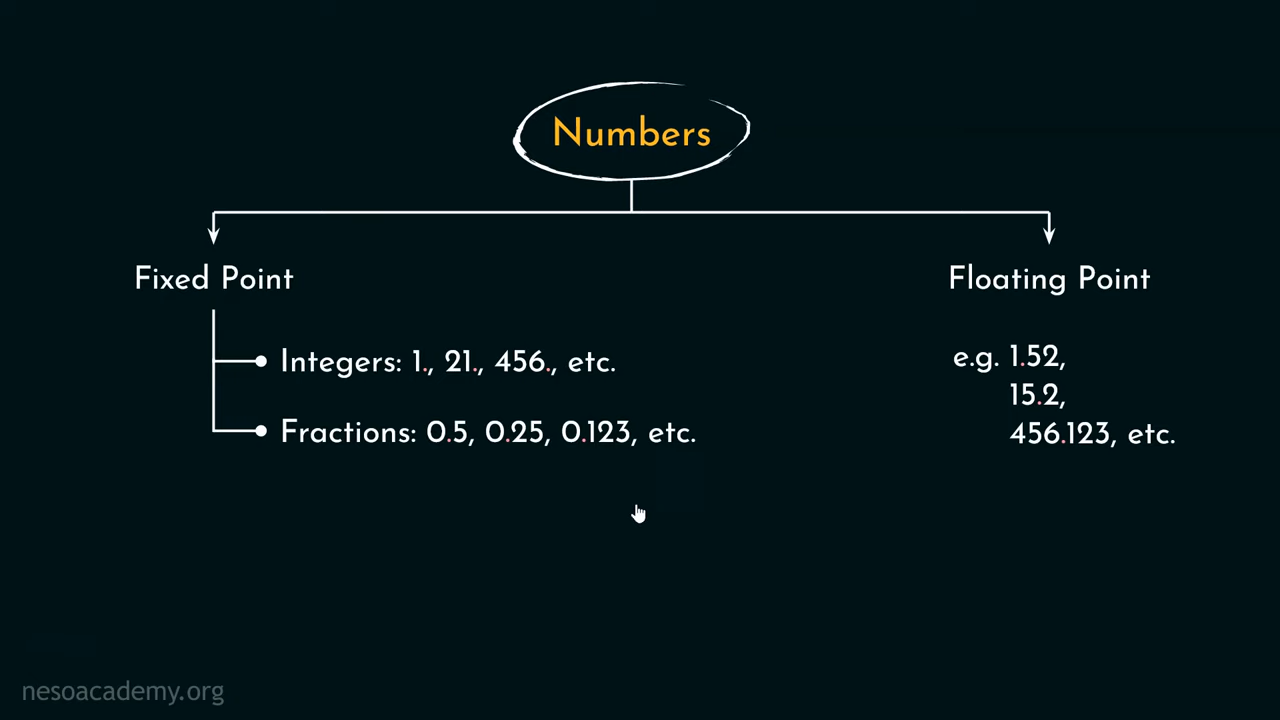 Numbers
Fixed Point
Floating Point
Integers: 1., 21., 456., etc.
Fractions: 0.5, 0.25, 0.123, etc.
e.g. 1.52,
15.2,
456.123, etc.
nesoacademy.org